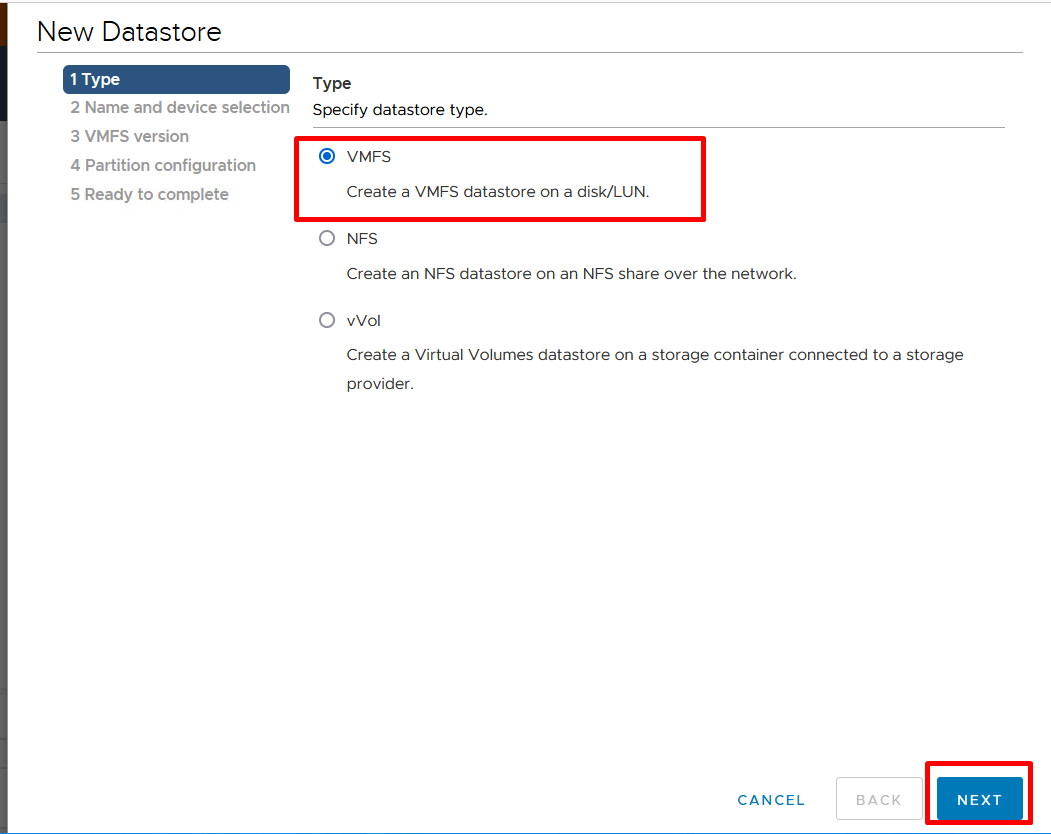 New Datastore
1 Type
2 Name and device selection
3 VMFS version
4 Partition configuration
5 Ready to complete
Type
Specify datastore type.
VMFS
Create a VMFS datastore on a disk/LUN.
NFS
Create an NFS datastore on an NFS share over the network.
vVol
Create a Virtual Volumes datastore on a storage container connected to a storage
provider.
CANCEL
BACK
NEXT